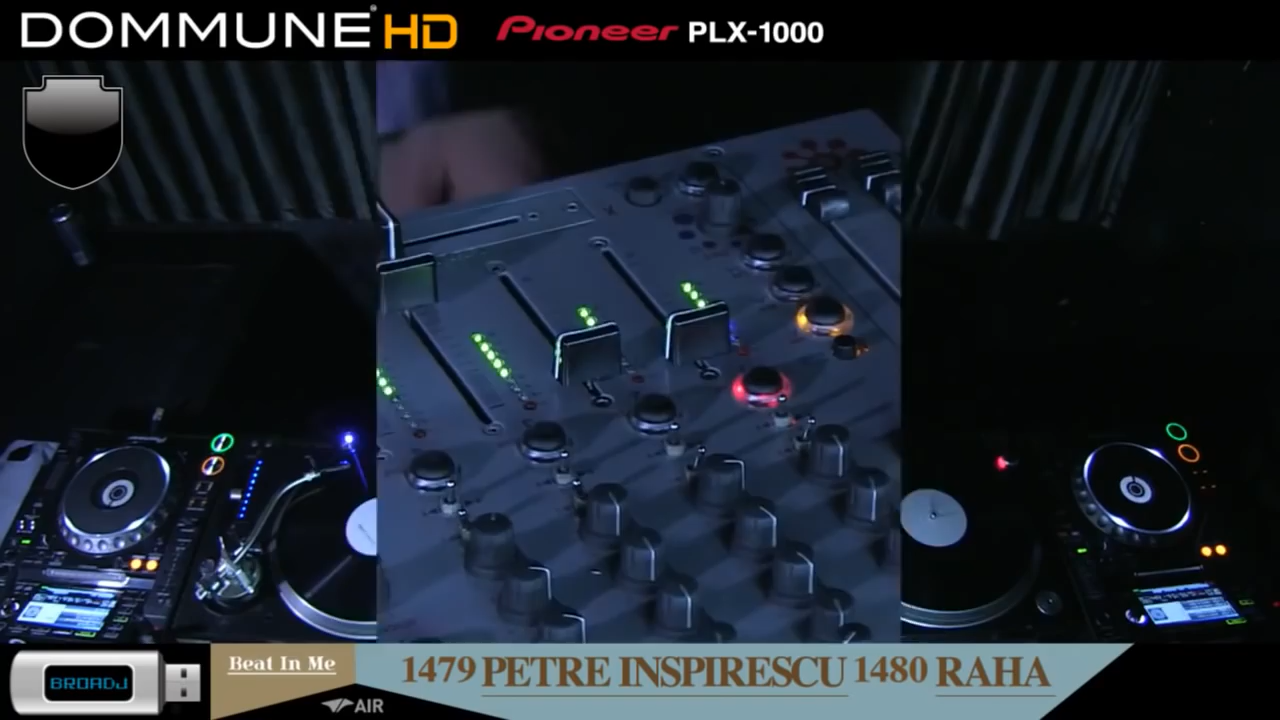 DOMMUNE HD Pioneer PLX-1000
Beat In Me 1479 PETRE INSPIRESCU 1480 RAHA
BROADJ
AIR